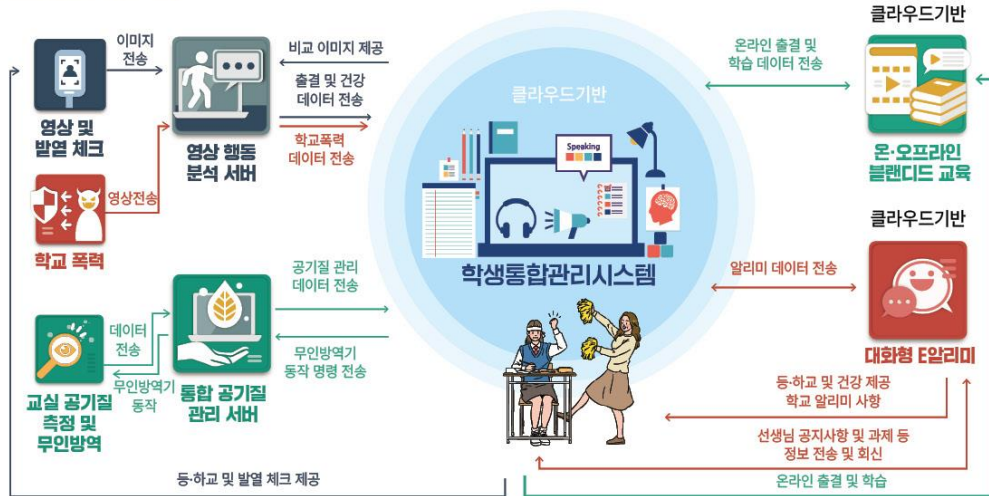 클라우드기반
이미지
전송
비교 이미지 제공
온라인 출결 및
학습 데이터 전송
출결 및 건강
데이터 전송
클라우드기반
영상 및
발열 체크
영상 행동
분석 서버
학교폭력
데이터 전송
Speaking
온·오프라인
블랜디드 교육
영상전송
클라우드기반
학교 폭력
학생통합관리시스템
공기질 관리
데이터 전송
알리미 데이터 전송
데이터
전송
무인방역기
동작 명령 전송
무인방역기
동작
대화형 E알리미
교실 공기질
측정 및
무인방역
통합 공기질
관리 서버
등·하교 및 건강 제공
학교 알리미 사항
선생님 공지사항 및 과제 등
정보 전송 및 회신
등·하교 및 발열 체크 제공
온라인 출결 및 학습